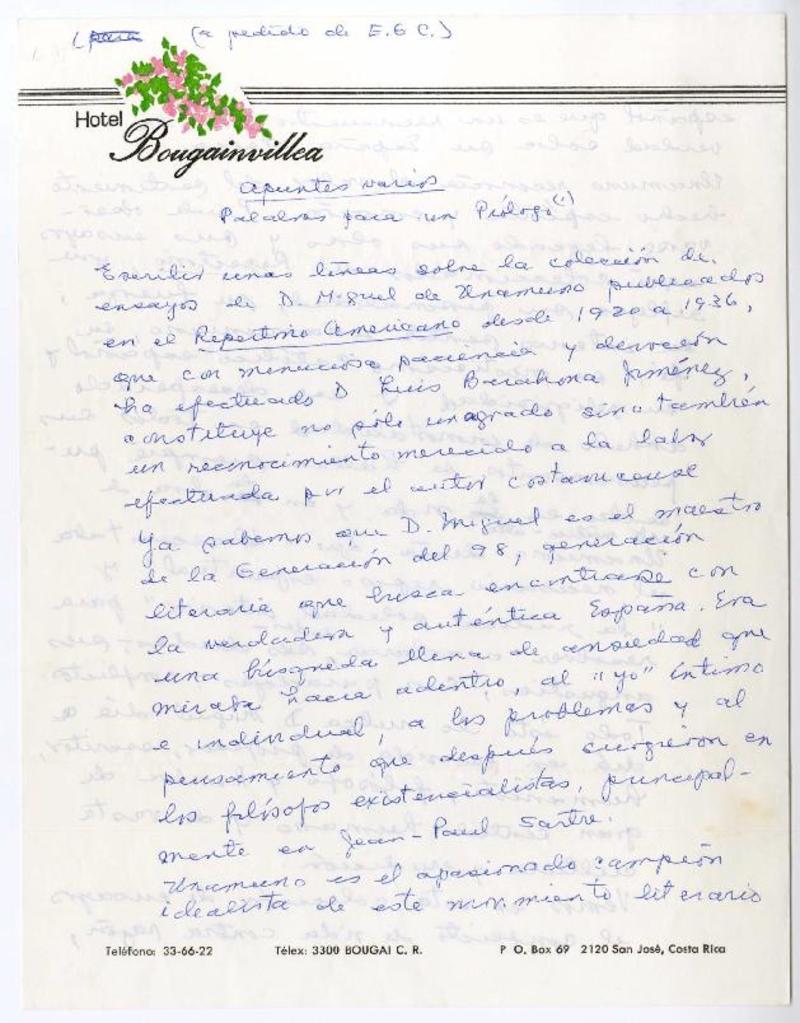 (a pedido de E.G C.)
Hotel
Bougainvillea
apuntes varios
Palabras para un Prólogo
Escribir unas líneas sobre la colección de
ensayos de D. Miguel de Unamuno publicados
en el Repertorio Americano desde 1920 a 1936,
que con minuciosa paciencia y devoción
ha efectuado D Luis Barahona Jiménez,
constituye no sólo un agrado sino también
un reconocimiento merecido a la labor
efectuada por el autor costarricense
Ya sabemos que D. Miguel es el maestro
de la Generación del 98, generación
literaria que busca encontrarse con
la verdadera y auténtica España. Era
una búsqueda llena de ansiedad que
miraba hacia adentro, al "yo" íntimo
e individual, a los problemas y al
pensamiento que después surgieron en
los filósofos existencialistas, principal-
mente en Jean-Paul Sartre.
Unamuno es el apasionado campeón
idealista de este movimiento literario
Teléfono: 33-66-22 Télex: 3300 BOUGAI C. R. P O. Box 69 2120 San José, Costa Rica